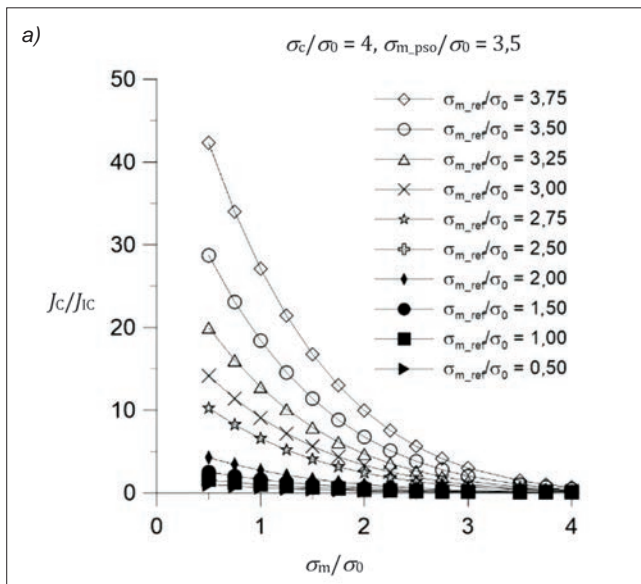 a)
σc/σ0 = 4, σm_pso/σ0 = 3,5
50
40
30
20
10
0
JC/JIC
σm_ref/σ0 = 3,75
σm_ref/σ0 = 3,50
σm_ref/σ0 = 3,25
σm_ref/σ0 = 3,00
σm_ref/σ0 = 2,75
σm_ref/σ0 = 2,50
σm_ref/σ0 = 2,00
σm_ref/σ0 = 1,50
σm_ref/σ0 = 1,00
σm_ref/σ0 = 0,50
0 1 2 3 4
σm/σ0